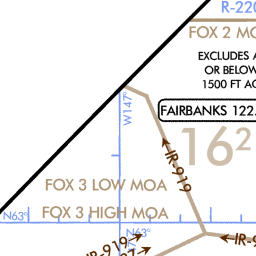 R-220
FOX 2 MO
EXCLUDES A
OR BELOW
1500 FT AG
W147°
FAIRBANKS 122.
16²
IR-919
FOX 3 LOW MOA
FOX 3 HIGH MOA
N63°
N63°
IR-919
IR-9